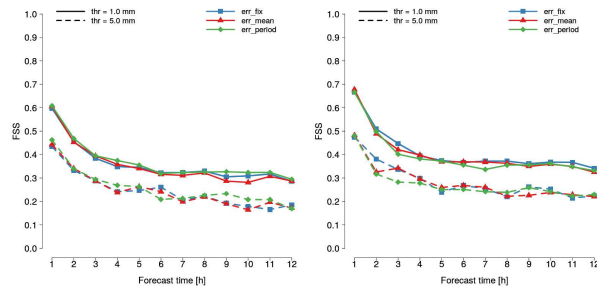 thr = 1.0 mm
thr = 5.0 mm
err_fix
err_mean
err_period
1.0
0.9
0.8
0.7
0.6
0.5
0.4
0.3
0.2
0.1
0.0
FSS
1 2 3 4 5 6 7 8 9 10 11 12
Forecast time [h]
thr = 1.0 mm
thr = 5.0 mm
err_fix
err_mean
err_period
1.0
0.9
0.8
0.7
0.6
0.5
0.4
0.3
0.2
0.1
0.0
FSS
1 2 3 4 5 6 7 8 9 10 11 12
Forecast time [h]